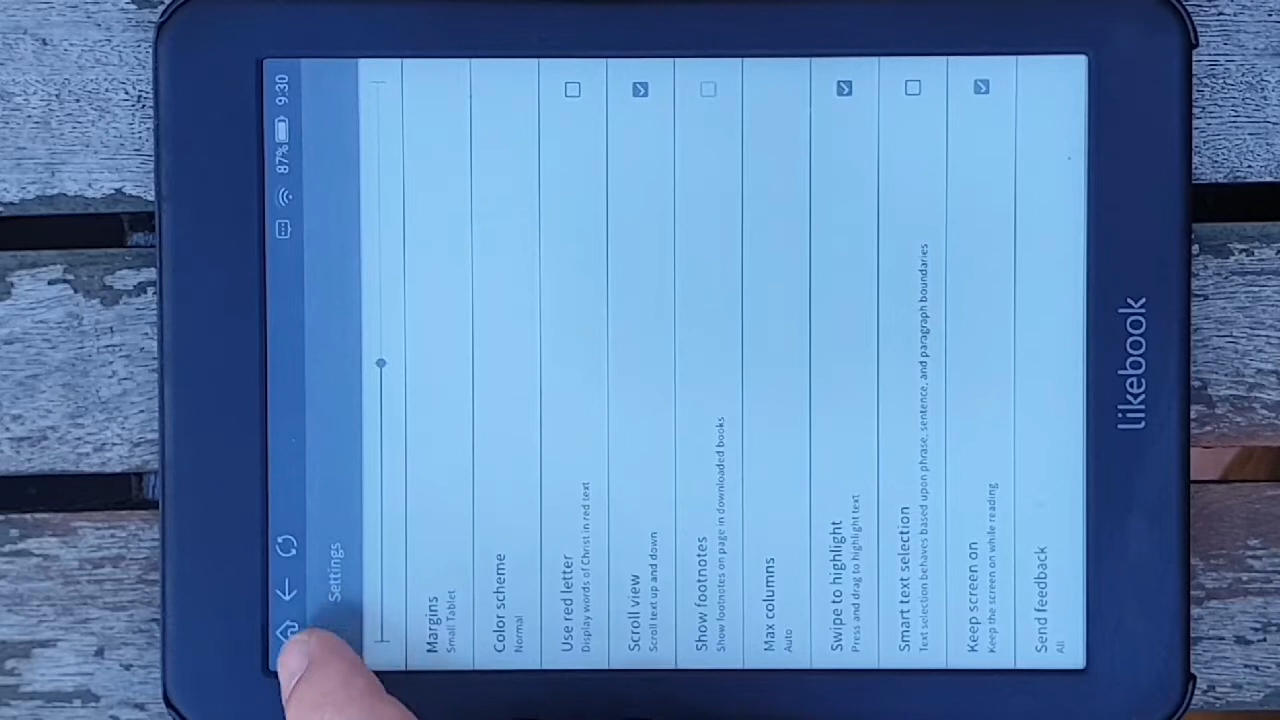 87% 9:30
Settings
Margins
Small Tablet
Color scheme
Normal
Use red letter
Display words of Christ in red text
Scroll view
Scroll text up and down
Show footnotes
Show footnotes on page in downloaded books
Max columns
Auto
Swipe to highlight
Press and drag to highlight text
Smart text selection
Text selection behaves based upon phrase, sentence, and paragraph boundaries
Keep screen on
Keep the screen on while reading
Send feedback
All
likebook